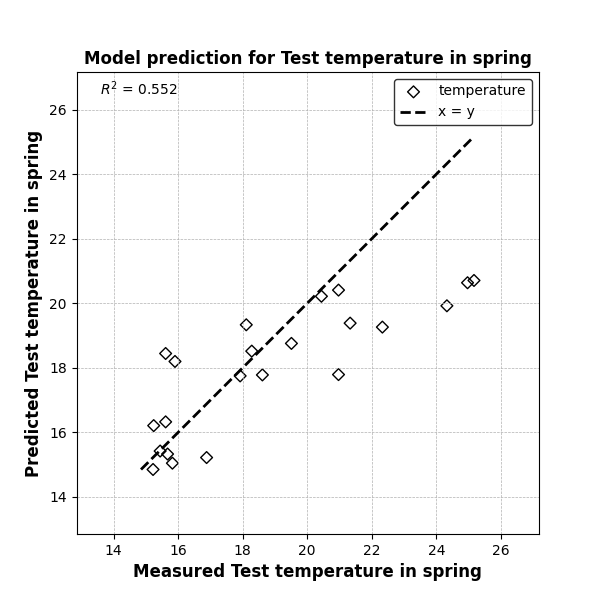 Model prediction for Test temperature in spring
R² = 0.552
temperature
x = y
26
24
22
20
18
16
14
Predicted Test temperature in spring
14 16 18 20 22 24 26
Measured Test temperature in spring